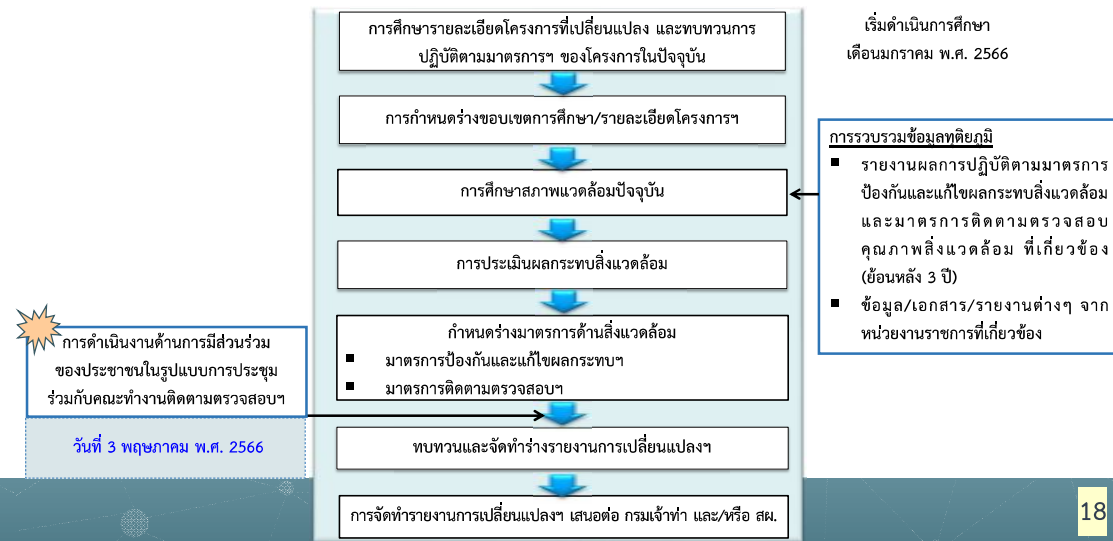 การศึกษารายละเอียดโครงการที่เปลี่ยนแปลง และทบทวนการ
ปฏิบัติตามมาตรการฯ ของโครงการในปัจจุบัน
เริ่มดำเนินการศึกษา
เดือนมกราคม พ.ศ. 2566
การกำหนดร่างขอบเขตการศึกษา/รายละเอียดโครงการฯ
การศึกษาสภาพแวดล้อมปัจจุบัน
การรวบรวมข้อมูลทุติยภูมิ
▪ รายงานผลการปฏิบัติตามมาตรการ
ป้องกันและแก้ไขผลกระทบสิ่งแวดล้อม
และมาตรการติดตามตรวจสอบ
คุณภาพสิ่งแวดล้อม ที่เกี่ยวข้อง
(ย้อนหลัง 3 ปี)
▪ ข้อมูล/เอกสาร/รายงานต่างๆ จาก
หน่วยงานราชการที่เกี่ยวข้อง
การประเมินผลกระทบสิ่งแวดล้อม
กำหนดร่างมาตรการด้านสิ่งแวดล้อม
▪ มาตรการป้องกันและแก้ไขผลกระทบฯ
▪ มาตรการติดตามตรวจสอบฯ
การดำเนินงานด้านการมีส่วนร่วม
ของประชาชนในรูปแบบการประชุม
ร่วมกับคณะทำงานติดตามตรวจสอบฯ
วันที่ 3 พฤษภาคม พ.ศ. 2566
ทบทวนและจัดทำร่างรายงานการเปลี่ยนแปลงฯ
การจัดทำรายงานการเปลี่ยนแปลงฯ เสนอต่อ กรมเจ้าท่า และ/หรือ สผ.
18